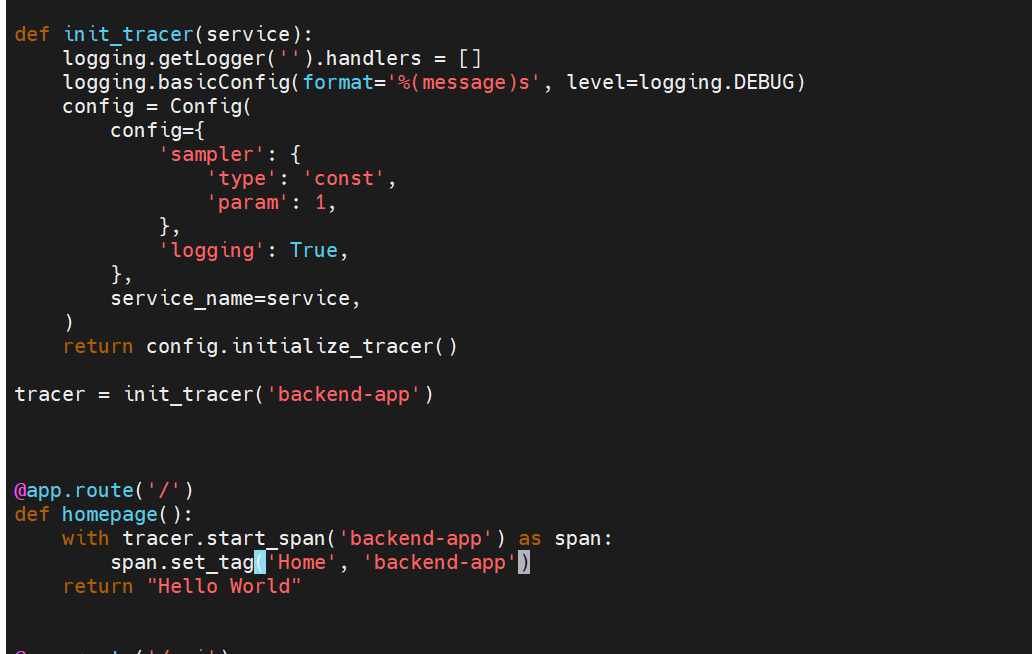 def init_tracer(service):
    logging.getLogger('').handlers = []
    logging.basicConfig(format='%(message)s', level=logging.DEBUG)
    config = Config(
        config={
            'sampler': {
                'type': 'const',
                'param': 1,
            },
            'logging': True,
        },
        service_name=service,
    )
    return config.initialize_tracer()
tracer = init_tracer('backend-app')
@app.route('/')
def homepage():
    with tracer.start_span('backend-app') as span:
        span.set_tag('Home', 'backend-app')
    return "Hello World"